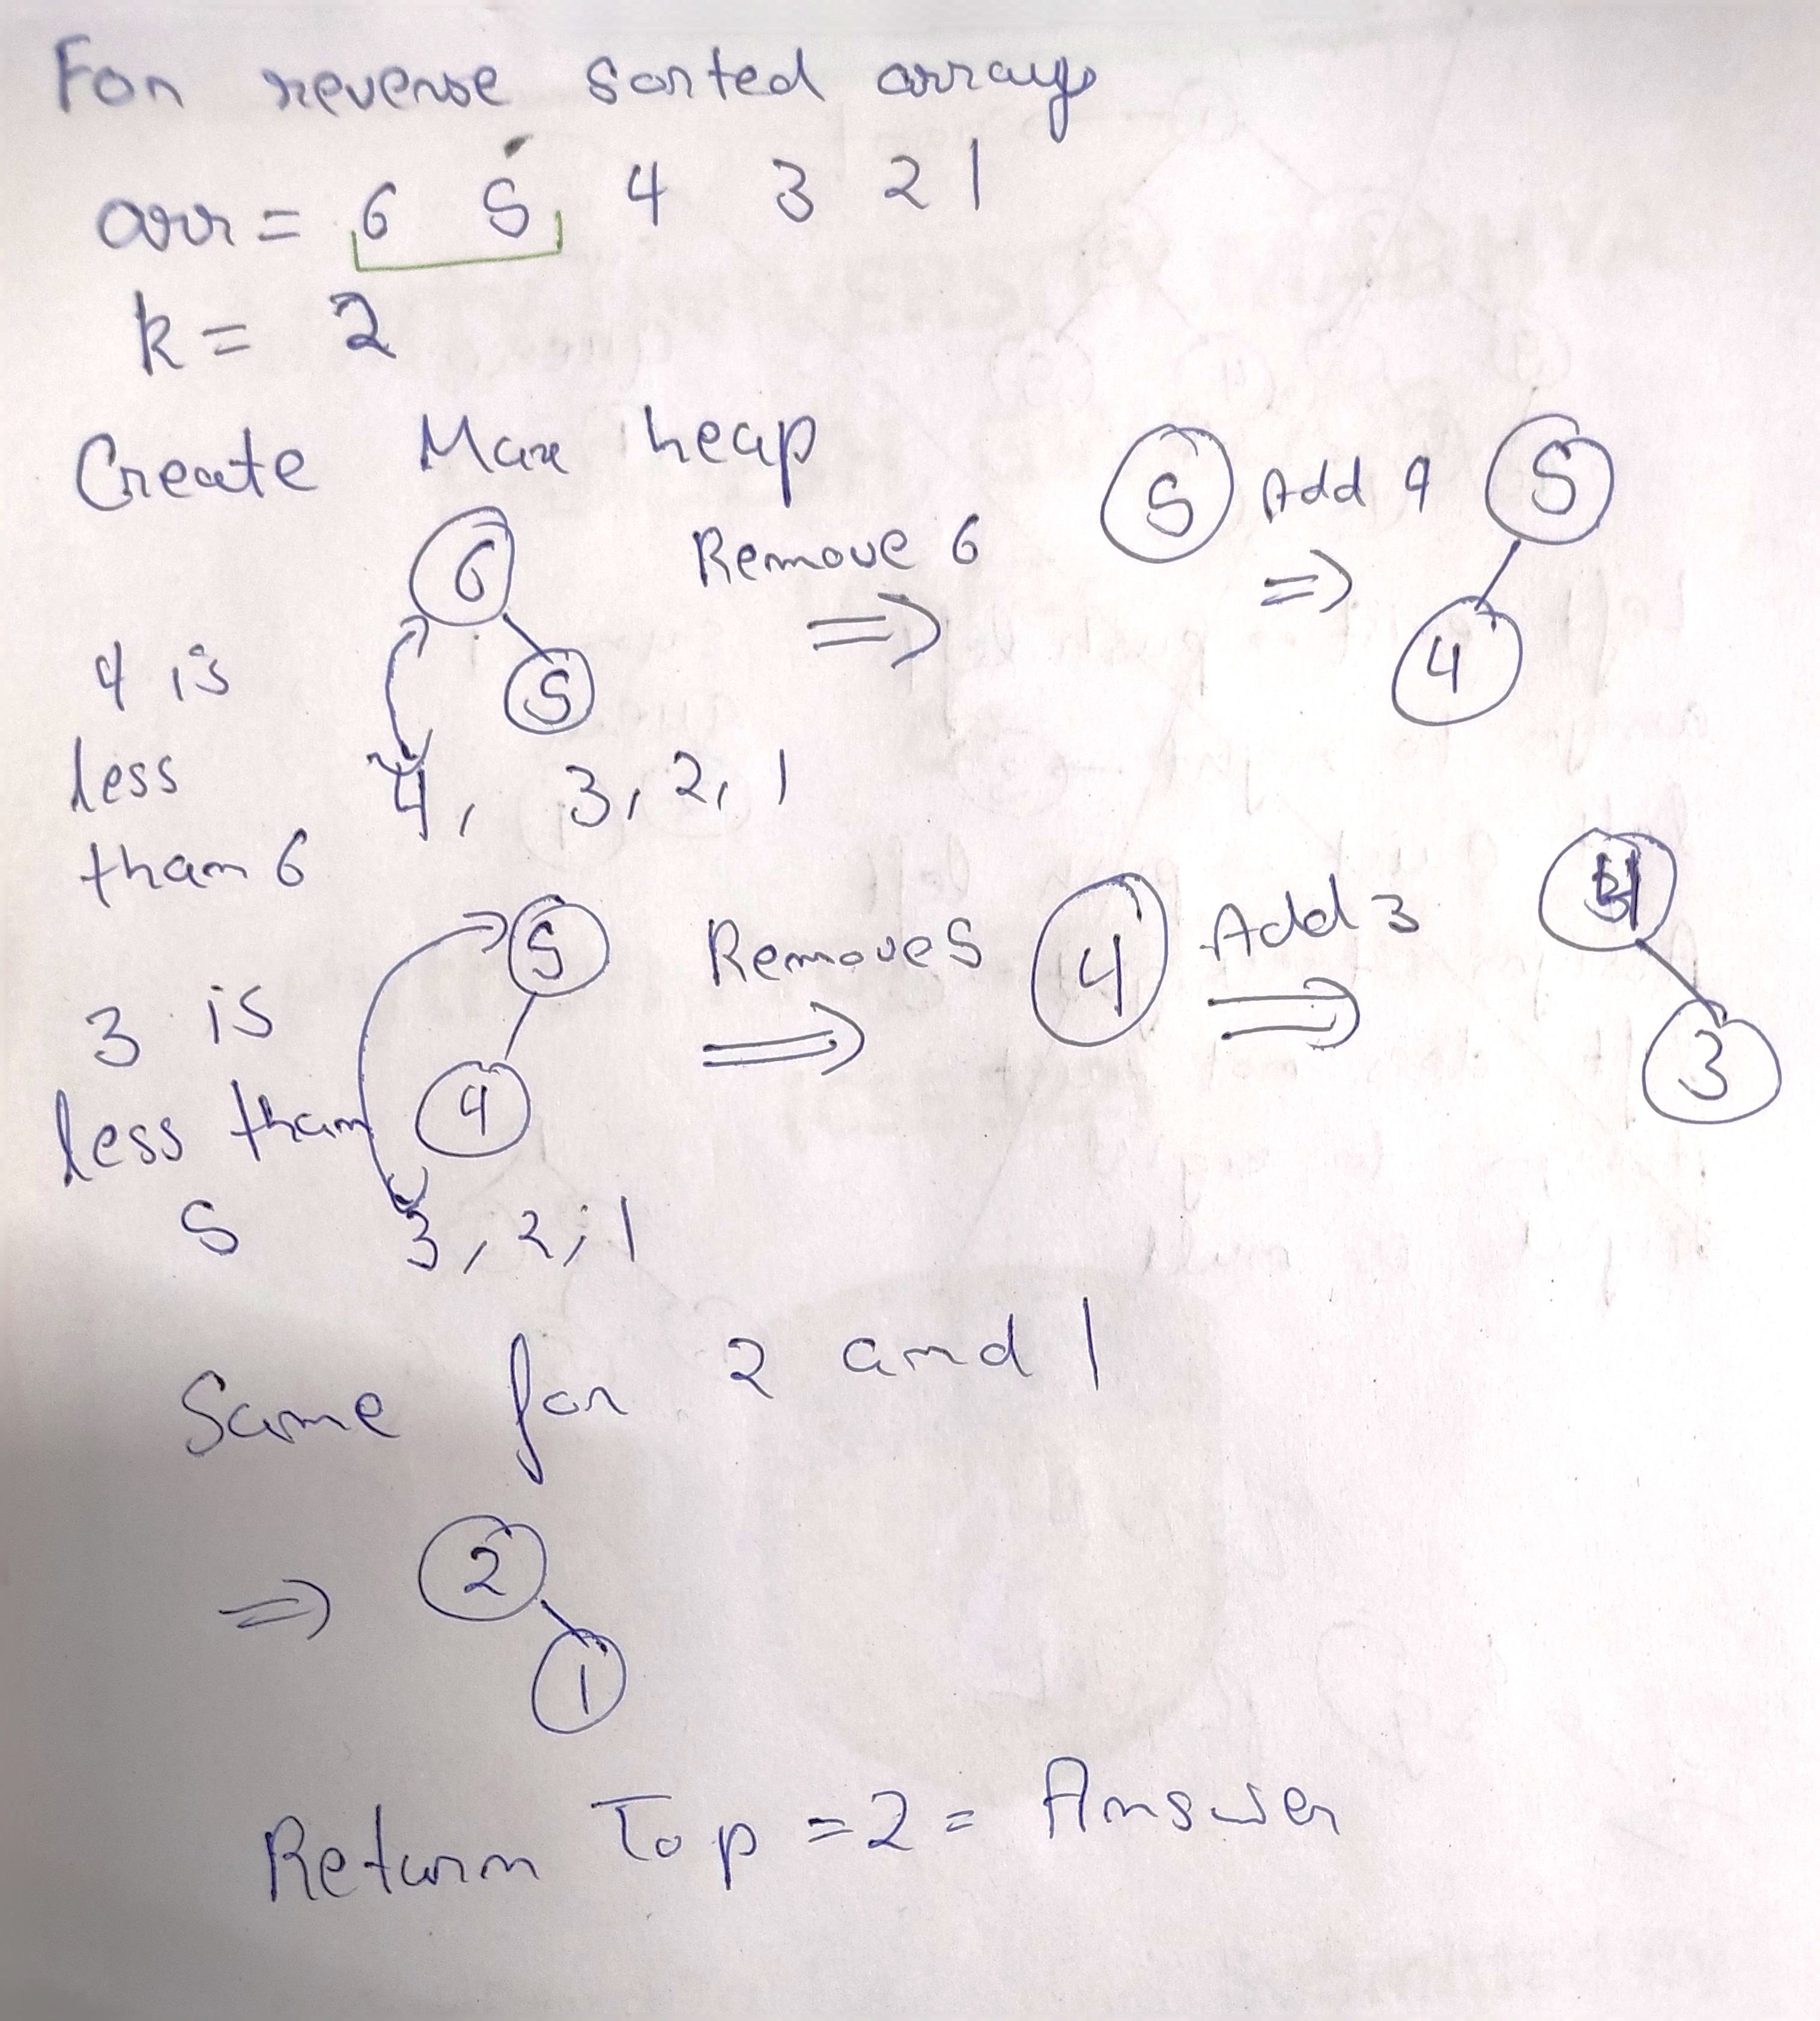 For reverse sorted array
arr = 6 5 4 3 2 1
k = 2
Create Max heap
6
5
4 is
less
than 6
4, 3, 2, 1
Remove 6
=>
5
Add 4
=>
5
4
3 is
less than
5
5
4
3, 2, 1
Remove 5
=>
4
Add 3
=>
4
3
Same for 2 and 1
=>
2
1
Return Top = 2 = Answer